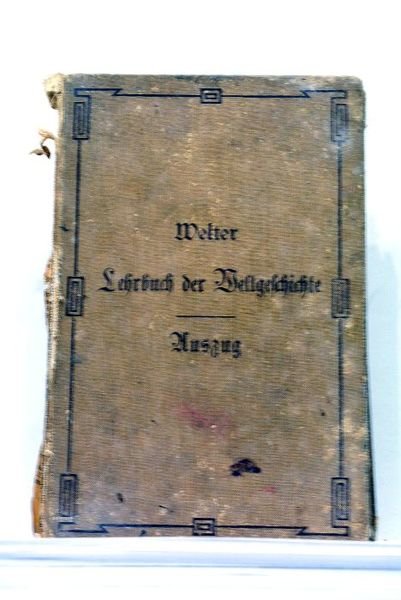 Welter
Lehrbuch der Weltgeschichte
Auszug